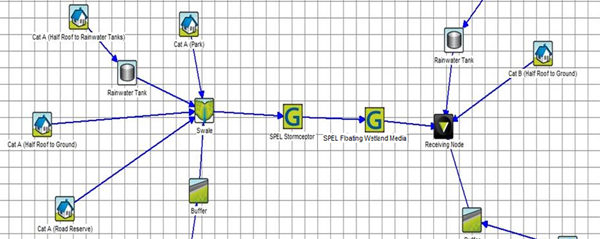 Cat A (Half Roof to Rainwater Tanks)
Cat A (Park)
Rainwater Tank
Rainwater Tank
Cat B (Half Roof to Ground)
Cat A (Half Roof to Ground)
Swale
SPEL Stormceptor
SPEL Floating Wetland Media
Receiving Node
Buffer
Cat A (Road Reserve)
Buffer